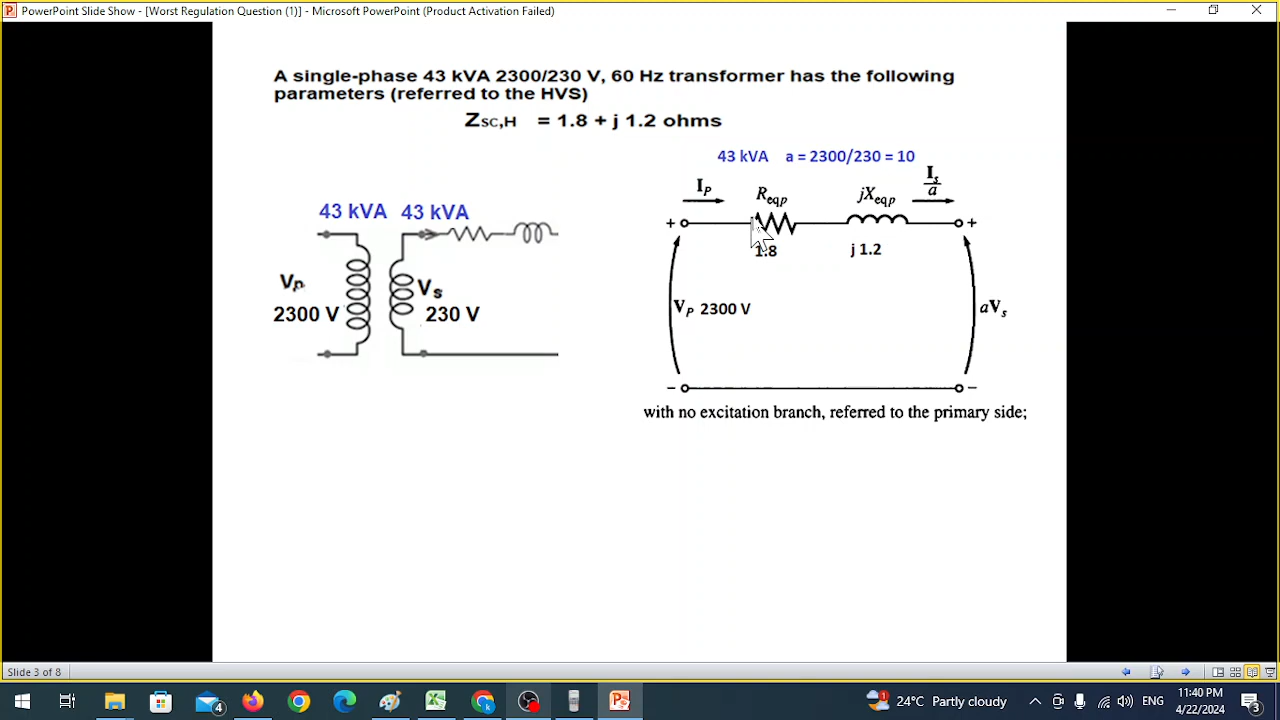 PowerPoint Slide Show - [Worst Regulation Question (1)] - Microsoft PowerPoint (Product Activation Failed)
A single-phase 43 kVA 2300/230 V, 60 Hz transformer has the following
parameters (referred to the HVS)
Zsc,H = 1.8 + j 1.2 ohms
43 kVA a = 2300/230 = 10
43 kVA 43 kVA
Vp
2300 V
Vs
230 V
Ip
Reqp
jXeqp
Is/a
+
+
1.8
j 1.2
VP 2300 V
aVs
−
−
with no excitation branch, referred to the primary side;
Slide 3 of 8
4
24°C Partly cloudy
1
ENG
11:40 PM
4/22/2024
3